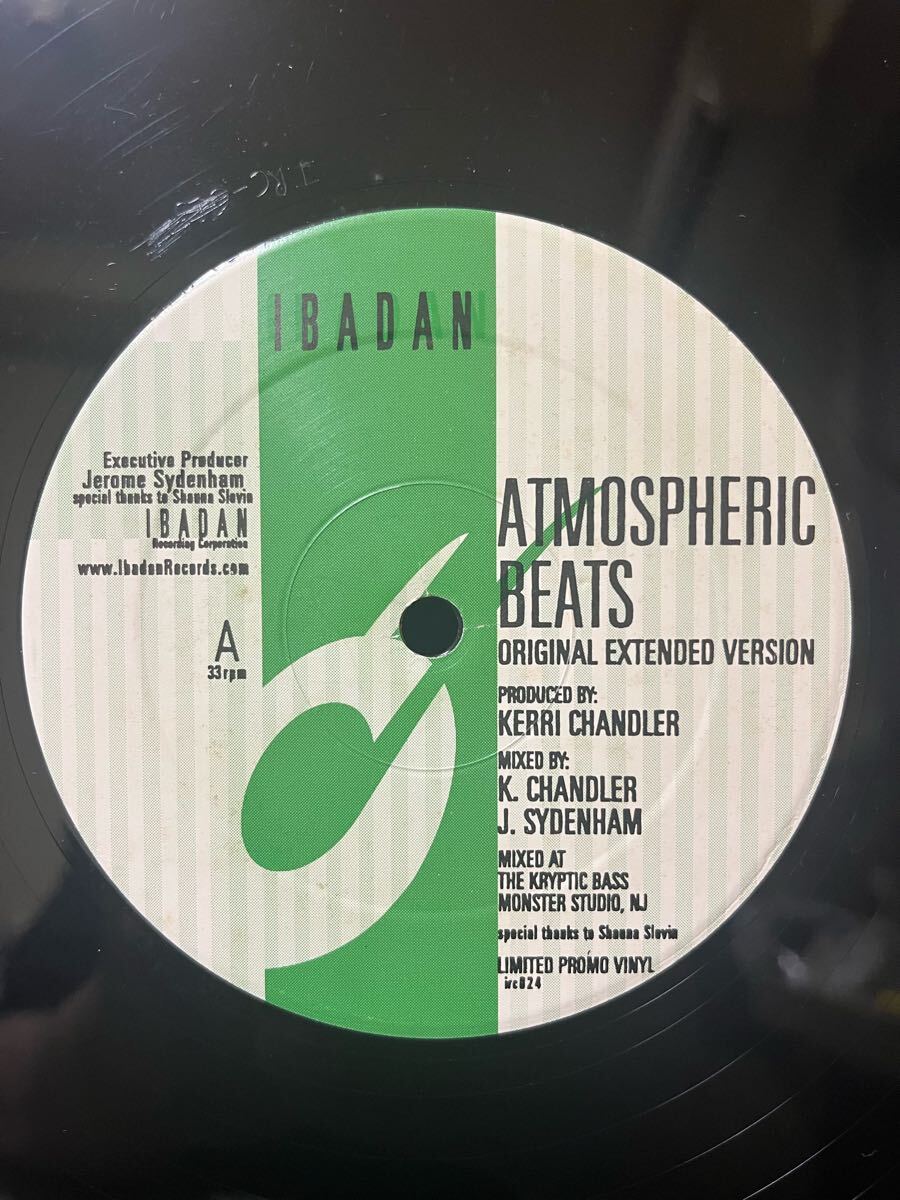 IBADAN
Executive Producer
Jerome Sydenham
special thanks to Shauna Slevin
IBADAN
Recording Corporation
www.IbadanRecords.com
A
33rpm
ATMOSPHERIC
BEATS
ORIGINAL EXTENDED VERSION
PRODUCED BY:
KERRI CHANDLER
MIXED BY:
K. CHANDLER
J. SYDENHAM
MIXED AT
THE KRYPTIC BASS
MONSTER STUDIO, NJ
special thanks to Shauna Slevin
LIMITED PROMO VINYL
irc024